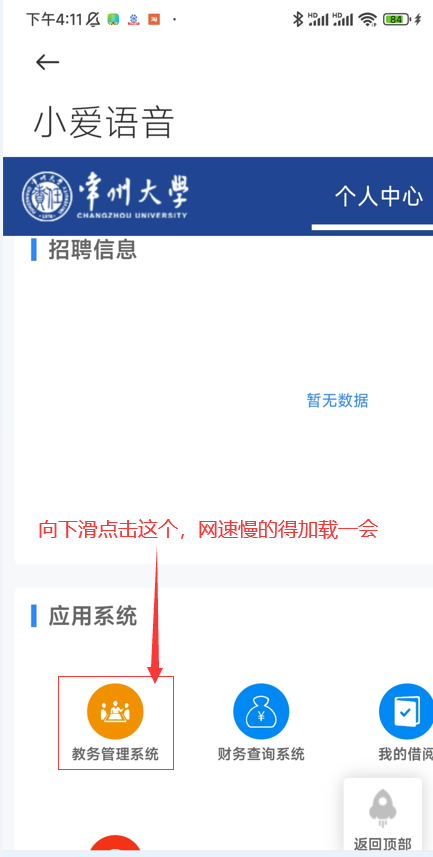 下午4:11
HD HD 84
小爱语音
常州大学
CHANGZHOU UNIVERSITY
个人中心
招聘信息
暂无数据
向下滑点击这个，网速慢的得加载一会
应用系统
教务管理系统 财务查询系统 我的借阅
返回顶部